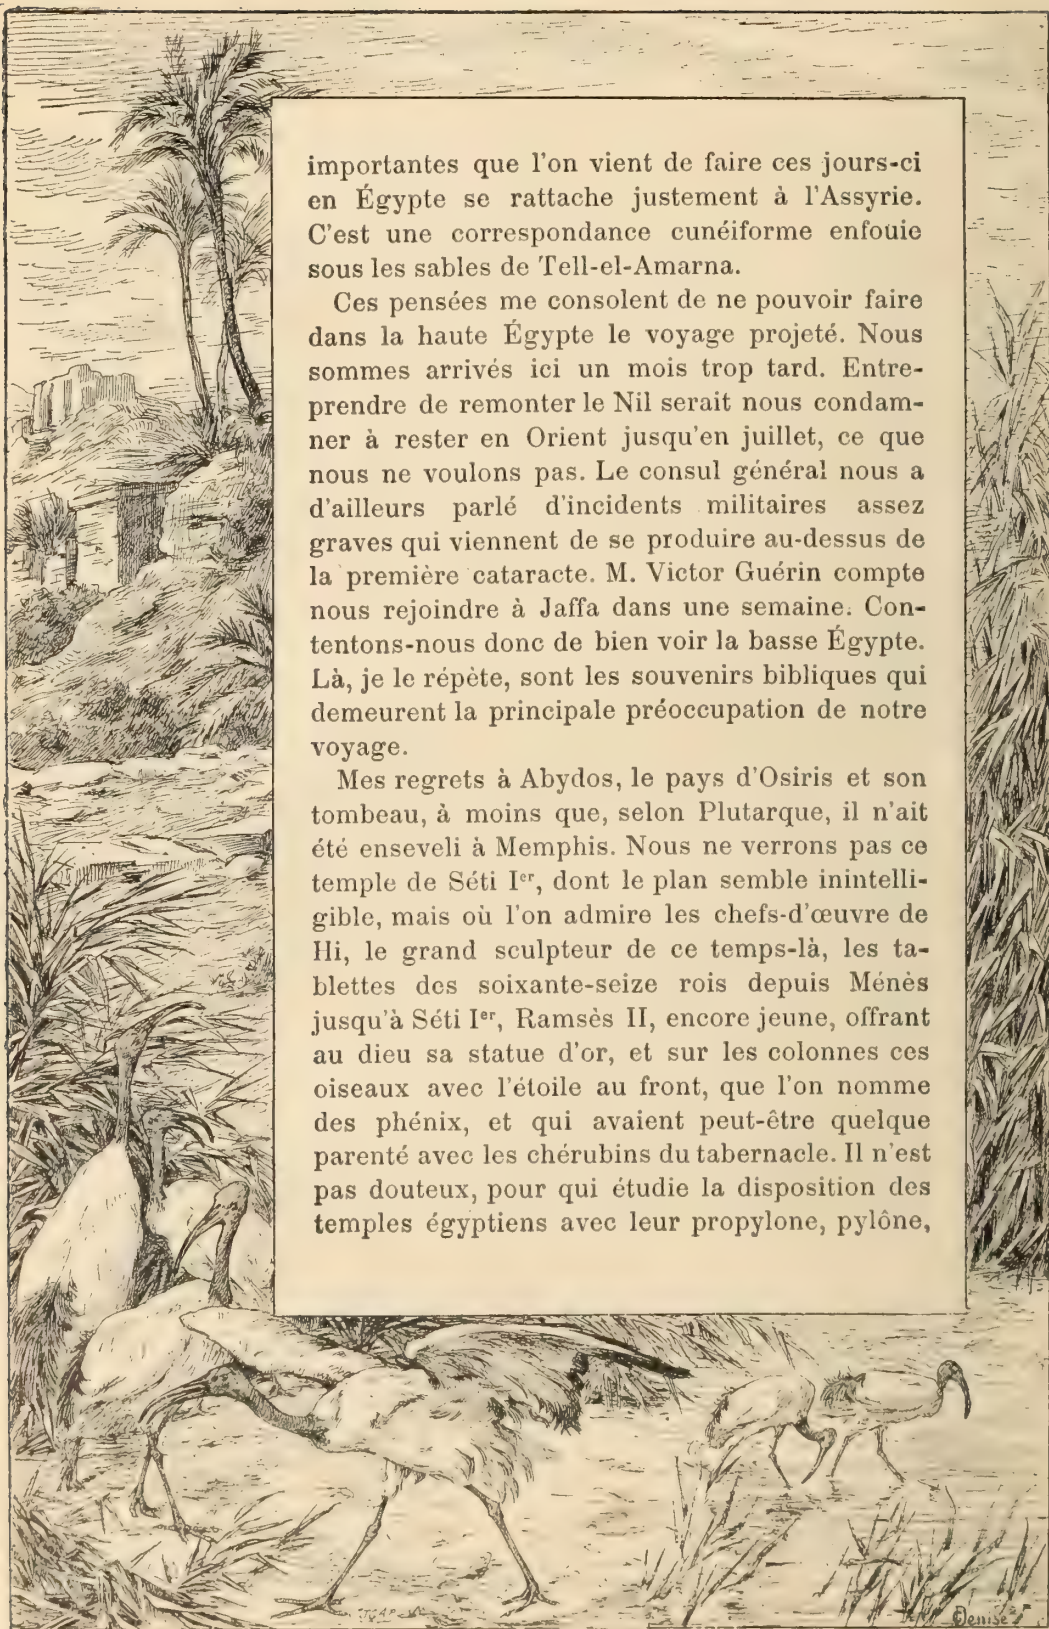 importantes que l'on vient de faire ces jours-ci
en Égypte se rattache justement à l'Assyrie.
C'est une correspondance cunéiforme enfouie
sous les sables de Tell-el-Amarna.
Ces pensées me consolent de ne pouvoir faire
dans la haute Égypte le voyage projeté. Nous
sommes arrivés ici un mois trop tard. Entre-
prendre de remonter le Nil serait nous condam-
ner à rester en Orient jusqu'en juillet, ce que
nous ne voulons pas. Le consul général nous a
d'ailleurs parlé d'incidents militaires assez
graves qui viennent de se produire au-dessus de
la première cataracte. M. Victor Guérin compte
nous rejoindre à Jaffa dans une semaine. Con-
tentons-nous donc de bien voir la basse Égypte.
Là, je le répète, sont les souvenirs bibliques qui
demeurent la principale préoccupation de notre
voyage.
Mes regrets à Abydos, le pays d'Osiris et son
tombeau, à moins que, selon Plutarque, il n'ait
été enseveli à Memphis. Nous ne verrons pas ce
temple de Séti Iᵉʳ, dont le plan semble inintelli-
gible, mais où l'on admire les chefs-d'œuvre de
Hi, le grand sculpteur de ce temps-là, les ta-
blettes des soixante-seize rois depuis Ménès
jusqu'à Séti Iᵉʳ, Ramsès II, encore jeune, offrant
au dieu sa statue d'or, et sur les colonnes ces
oiseaux avec l'étoile au front, que l'on nomme
des phénix, et qui avaient peut-être quelque
parenté avec les chérubins du tabernacle. Il n'est
pas douteux, pour qui étudie la disposition des
temples égyptiens avec leur propylone, pylône,